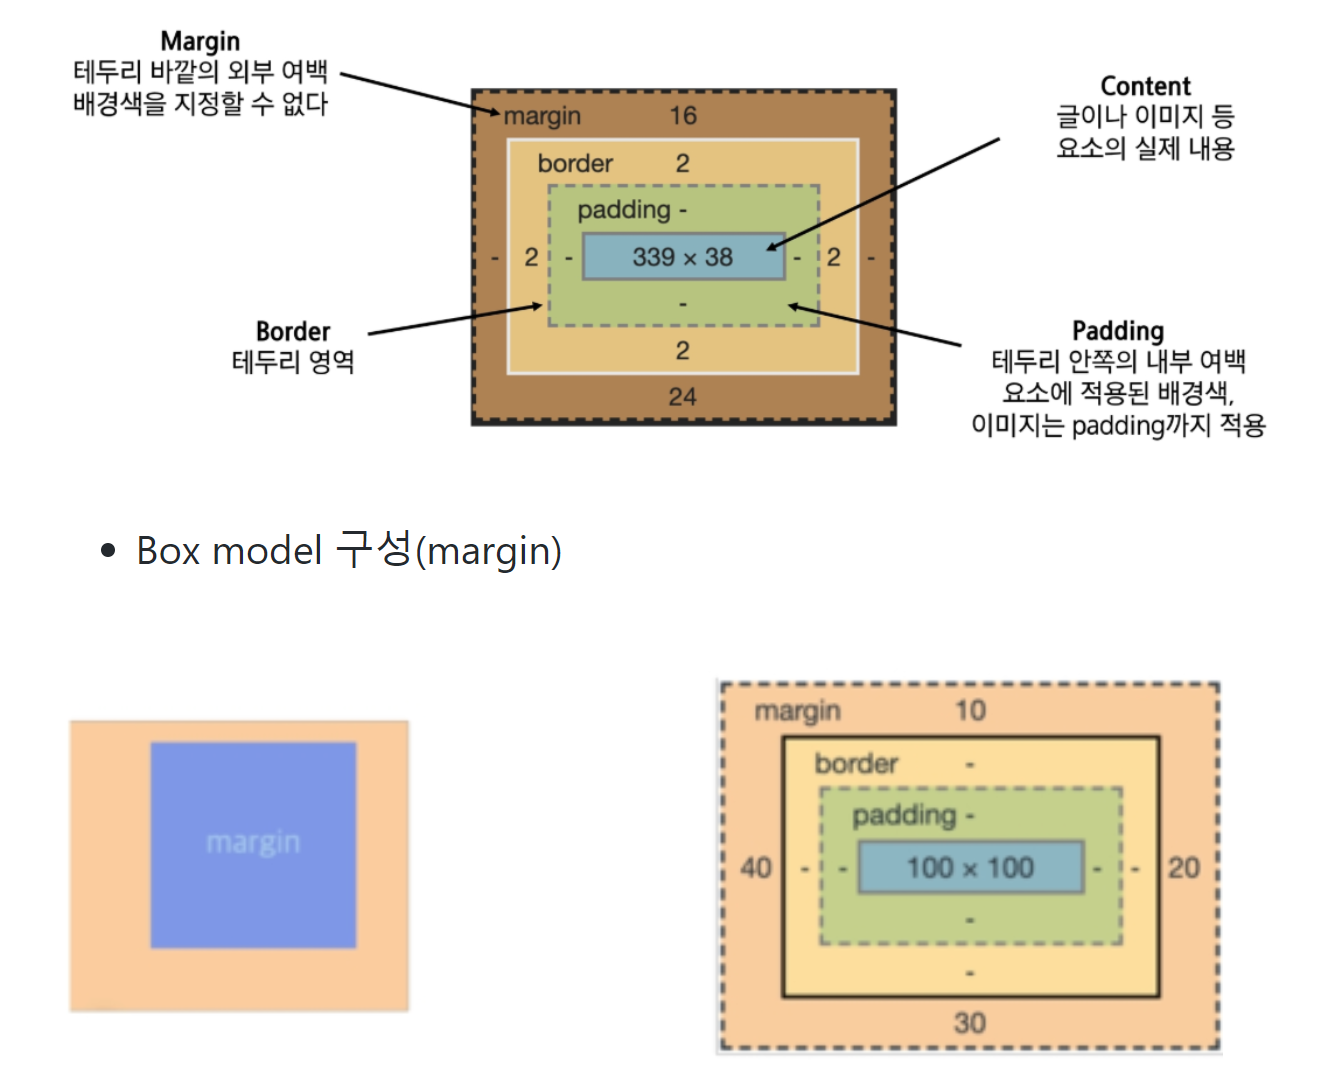 Margin
테두리 바깥의 외부 여백
배경색을 지정할 수 없다
Content
글이나 이미지 등
요소의 실제 내용
margin 16
border 2
padding -
- 2 - 339 × 38 - 2 -
-
2
24
Border
테두리 영역
Padding
테두리 안쪽의 내부 여백
요소에 적용된 배경색,
이미지는 padding까지 적용
• Box model 구성(margin)
margin
margin 10
border -
padding -
40 - - 100 × 100 - - 20
-
-
30